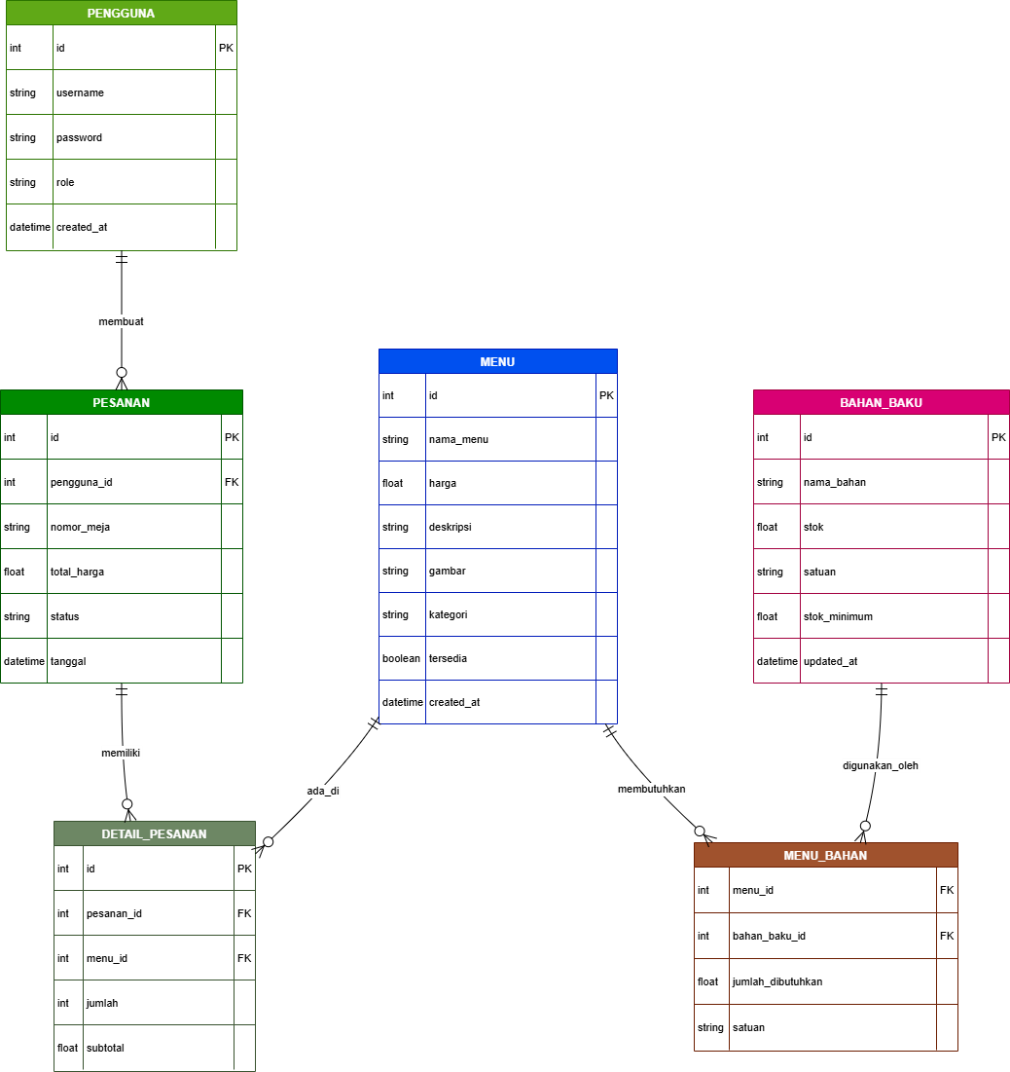 PENGGUNA
int id PK
string username
string password
string role
datetime created_at
membuat
PESANAN
int id PK
int pengguna_id FK
string nomor_meja
float total_harga
string status
datetime tanggal
memiliki
MENU
int id PK
string nama_menu
float harga
string deskripsi
string gambar
string kategori
boolean tersedia
datetime created_at
ada_di
membutuhkan
BAHAN_BAKU
int id PK
string nama_bahan
float stok
string satuan
float stok_minimum
datetime updated_at
digunakan_oleh
DETAIL_PESANAN
int id PK
int pesanan_id FK
int menu_id FK
int jumlah
float subtotal
MENU_BAHAN
int menu_id FK
int bahan_baku_id FK
float jumlah_dibutuhkan
string satuan